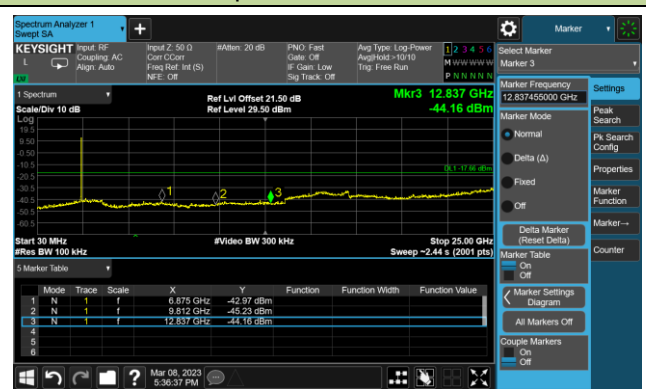 Spectrum Analyzer 1
Swept SA
+
Marker
KEYSIGHT
L
LM
Input: RF
Coupling: AC
Align: Auto
Input Z: 50 Ω
Corr CCorr
Freq Ref: Int (S)
NFE: Off
#Atten: 20 dB
PNO: Fast
Gate: Off
IF Gain: Low
Sig Track: Off
Avg Type: Log-Power
Avg|Hold:>10/10
Trig: Free Run
1 2 3 4 5 6
M W W W W W
P N N N N N
1 Spectrum
Scale/Div 10 dB
Ref Lvl Offset 21.50 dB
Ref Level 29.50 dBm
Mkr3 12.837 GHz
-44.16 dBm
Log
19.5
9.50
-0.50
-10.5
-20.5
-30.5
-40.5
-50.5
-60.5
DL1 -17.66 dBm
1
2
3
Start 30 MHz
#Res BW 100 kHz
#Video BW 300 kHz
Stop 25.00 GHz
Sweep ~2.44 s (2001 pts)
5 Marker Table
Mode Trace Scale X Y Function Function Width Function Value
1 N 1 f 6.875 GHz -42.97 dBm
2 N 1 f 9.812 GHz -45.23 dBm
3 N 1 f 12.837 GHz -44.16 dBm
4
5
6
Select Marker
Marker 3
Marker Frequency
12.837455000 GHz
Marker Mode
Normal
Delta (Δ)
Fixed
Off
Delta Marker
(Reset Delta)
Marker Table
On
Off
Marker Settings
Diagram
All Markers Off
Couple Markers
On
Off
Settings
Peak
Search
Pk Search
Config
Properties
Marker
Function
Marker→
Counter
?
Mar 08, 2023
5:36:37 PM